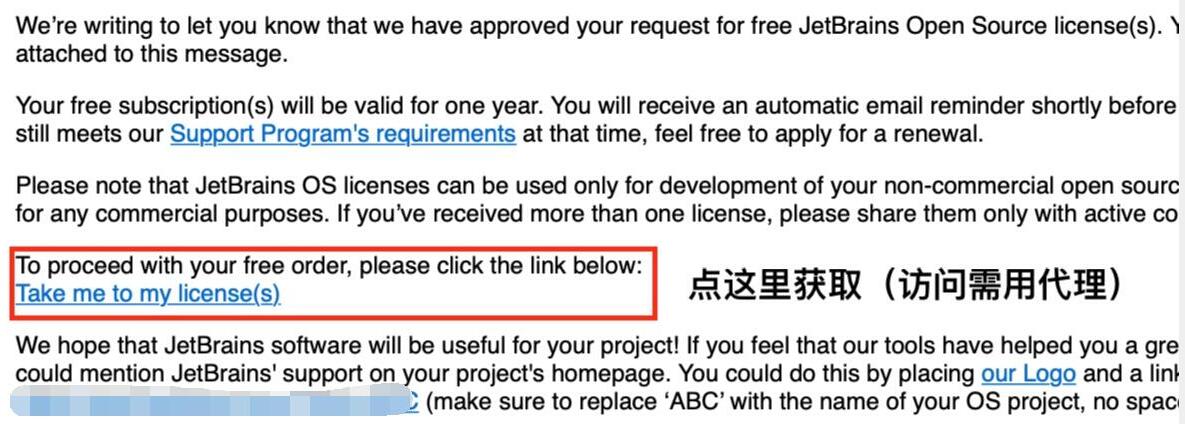 We’re writing to let you know that we have approved your request for free JetBrains Open Source license(s).
attached to this message.
Your free subscription(s) will be valid for one year. You will receive an automatic email reminder shortly before
still meets our Support Program's requirements at that time, feel free to apply for a renewal.
Please note that JetBrains OS licenses can be used only for development of your non-commercial open sourc
for any commercial purposes. If you’ve received more than one license, please share them only with active co
To proceed with your free order, please click the link below:
Take me to my license(s)
点这里获取（访问需用代理）
We hope that JetBrains software will be useful for your project! If you feel that our tools have helped you a gre
could mention JetBrains' support on your project's homepage. You could do this by placing our Logo and a lin
(make sure to replace ‘ABC’ with the name of your OS project, no spac